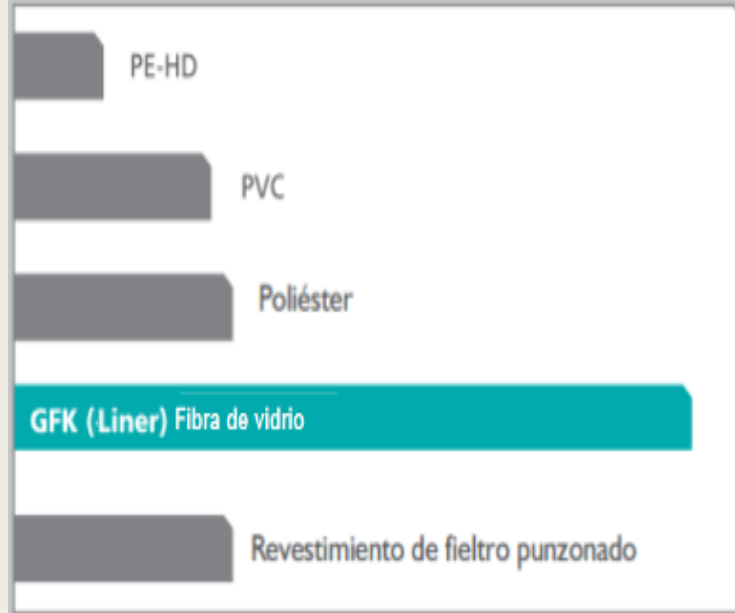 PE-HD
PVC
Poliéster
GFK (Liner) Fibra de vidrio
Revestimiento de fieltro punzonado